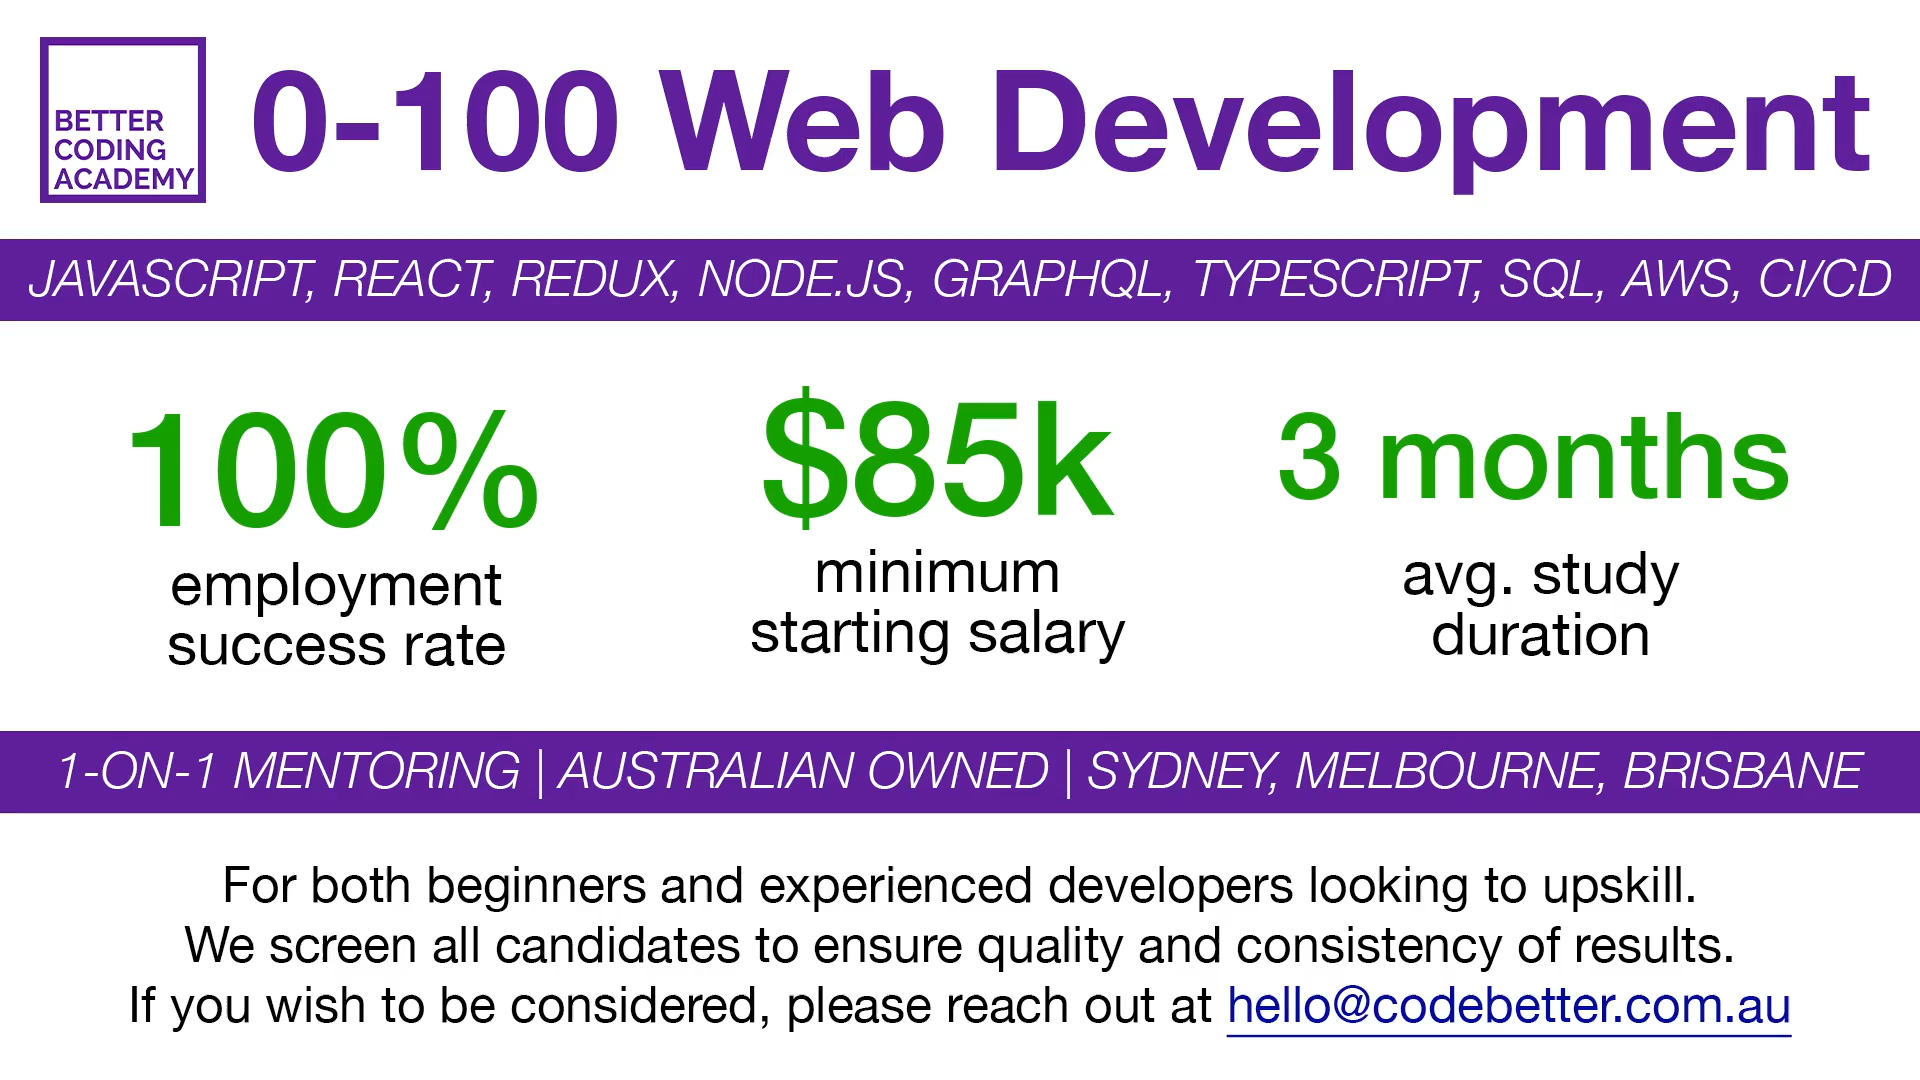 BETTER
CODING
ACADEMY
0-100 Web Development
JAVASCRIPT, REACT, REDUX, NODE.JS, GRAPHQL, TYPESCRIPT, SQL, AWS, CI/CD
100%
employment
success rate
$85k
minimum
starting salary
3 months
avg. study
duration
1-ON-1 MENTORING | AUSTRALIAN OWNED | SYDNEY, MELBOURNE, BRISBANE
For both beginners and experienced developers looking to upskill.
We screen all candidates to ensure quality and consistency of results.
If you wish to be considered, please reach out at hello@codebetter.com.au